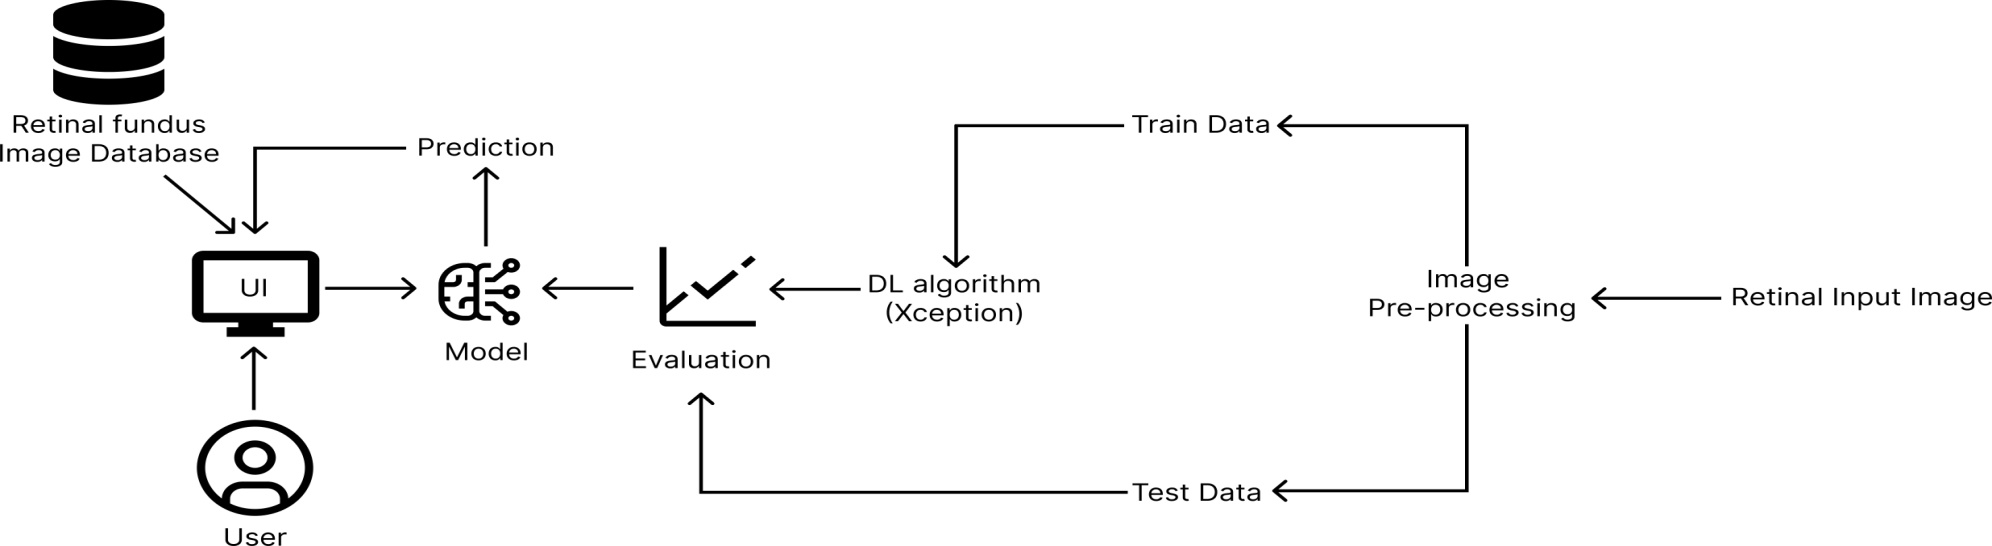 Retinal fundus
Image Database
Prediction
Train Data
UI
Model
Evaluation
DL algorithm
(Xception)
Image
Pre-processing
Retinal Input Image
Test Data
User